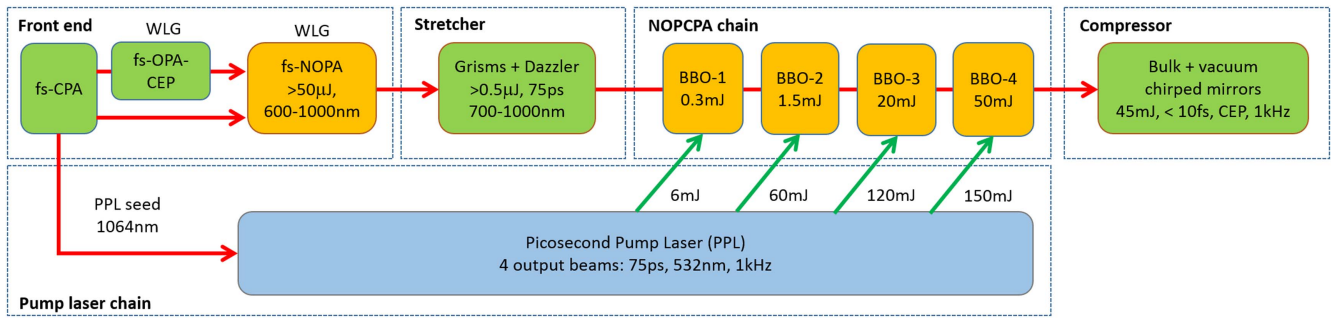 Front end
WLG
WLG
fs-CPA
fs-OPA-
CEP
fs-NOPA
>50µJ,
600-1000nm
Stretcher
Grisms + Dazzler
>0.5µJ, 75ps
700-1000nm
NOPCPA chain
BBO-1
0.3mJ
BBO-2
1.5mJ
BBO-3
20mJ
BBO-4
50mJ
Compressor
Bulk + vacuum
chirped mirrors
45mJ, < 10fs, CEP, 1kHz
PPL seed
1064nm
6mJ
60mJ
120mJ
150mJ
Picosecond Pump Laser (PPL)
4 output beams: 75ps, 532nm, 1kHz
Pump laser chain